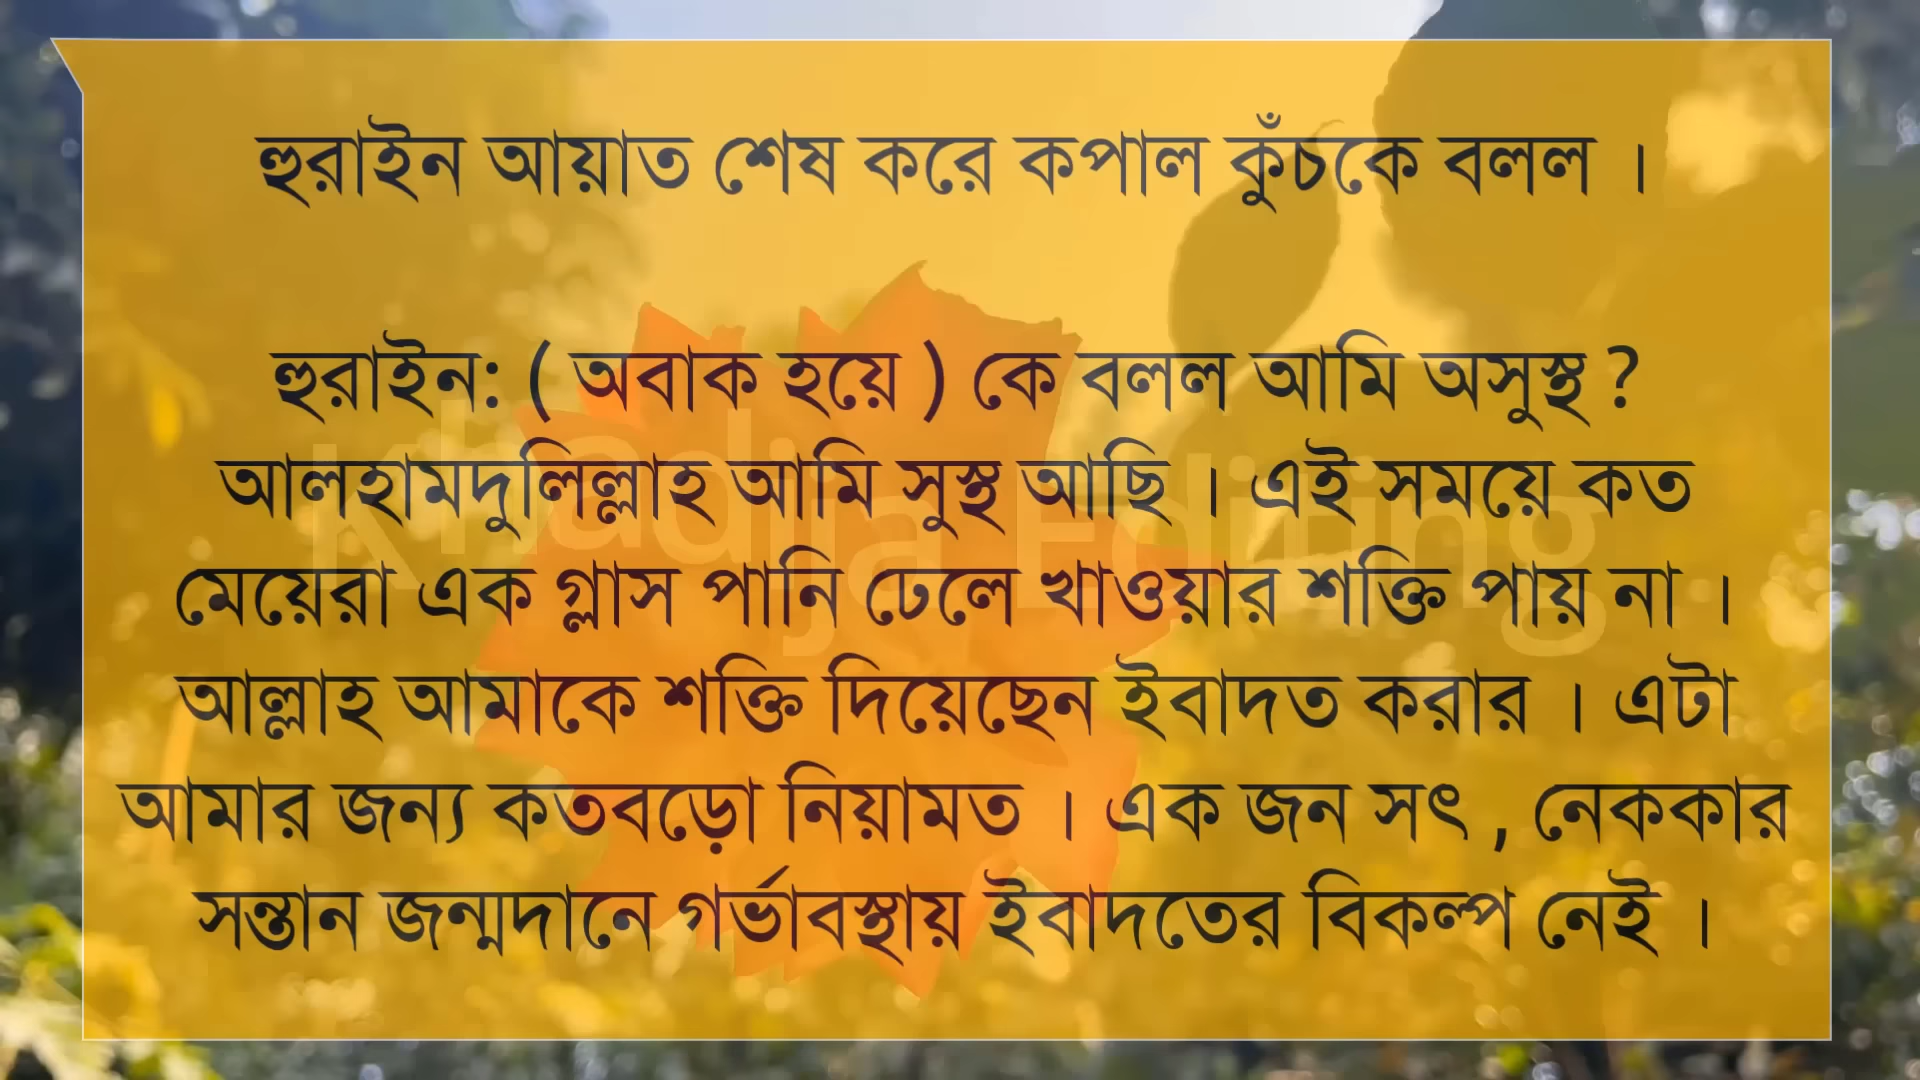 হুরাইন আয়াত শেষ করে কপাল কুঁচকে বলল ।
হুরাইন: ( অবাক হয়ে ) কে বলল আমি অসুস্থ ?
আলহামদুলিল্লাহ আমি সুস্থ আছি । এই সময়ে কত
মেয়েরা এক গ্লাস পানি ঢেলে খাওয়ার শক্তি পায় না ।
আল্লাহ আমাকে শক্তি দিয়েছেন ইবাদত করার । এটা
আমার জন্য কতবড়ো নিয়ামত । এক জন সৎ , নেককার
সন্তান জন্মদানে গর্ভাবস্থায় ইবাদতের বিকল্প নেই ।
Khadija Editing